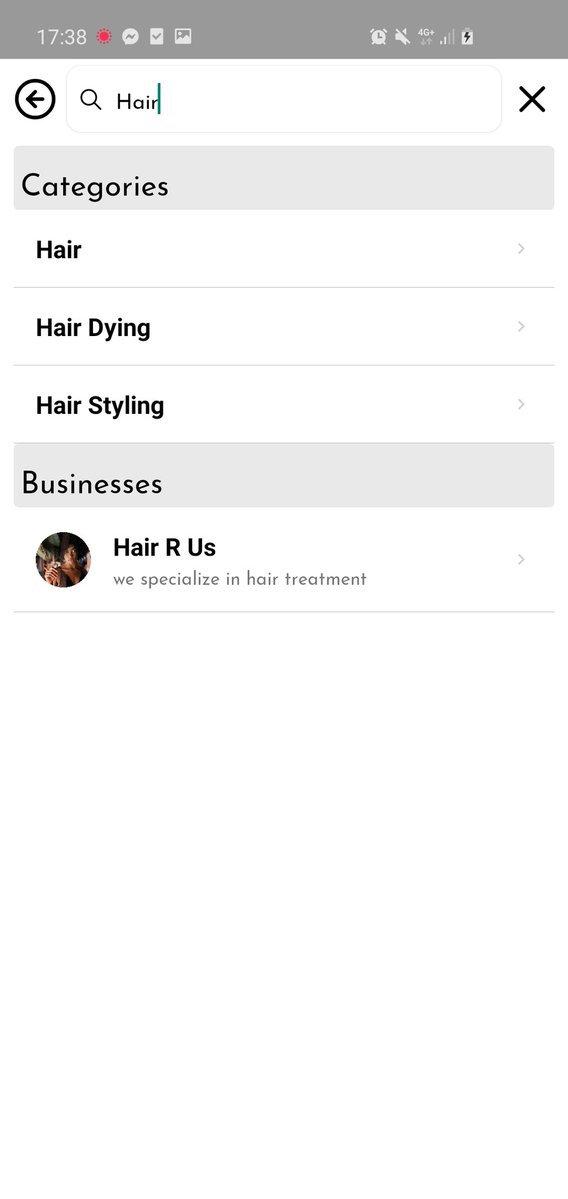 17:38 4G+
Hair
Categories
Hair
Hair Dying
Hair Styling
Businesses
Hair R Us
we specialize in hair treatment